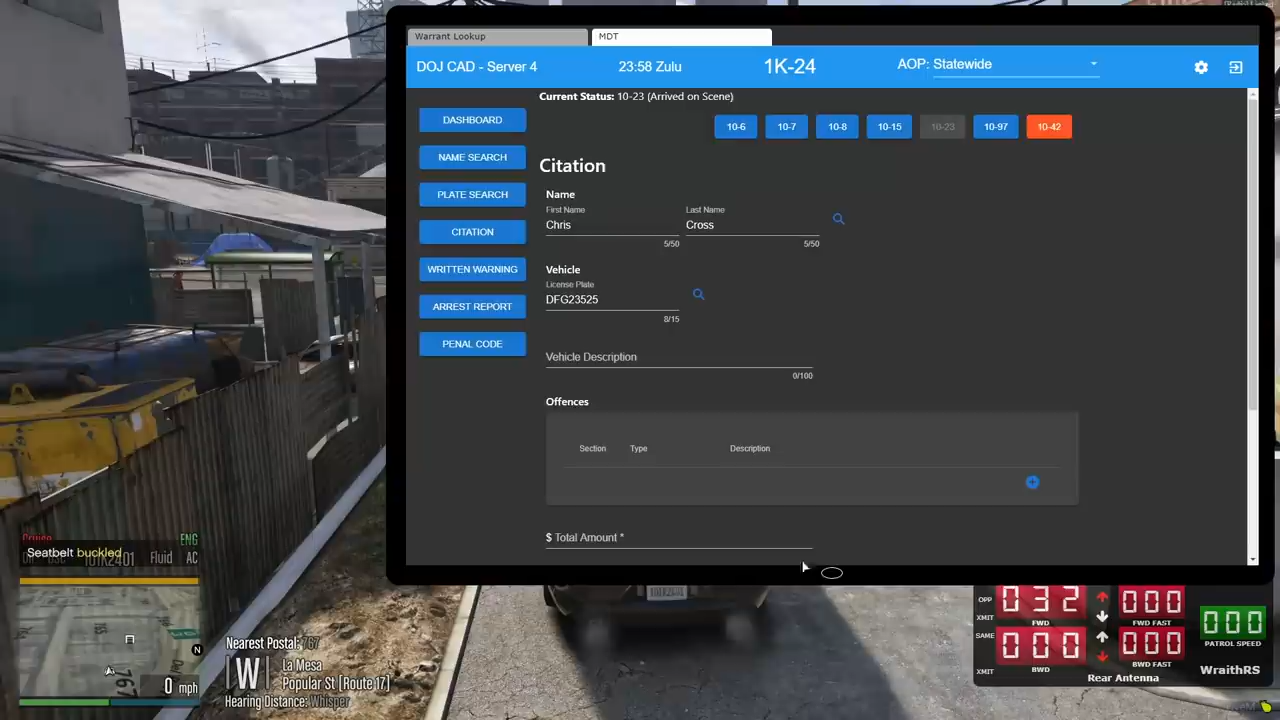 Warrant Lookup
MDT
DOJ CAD - Server 4
23:58 Zulu
1K-24
AOP: Statewide
Current Status: 10-23 (Arrived on Scene)
10-6
10-7
10-8
10-15
10-23
10-97
10-42
DASHBOARD
NAME SEARCH
PLATE SEARCH
CITATION
WRITTEN WARNING
ARREST REPORT
PENAL CODE
Citation
Name
First Name
Last Name
Chris
Cross
5/50
5/50
Vehicle
License Plate
DFG23525
8/15
Vehicle Description
0/100
Offences
Section
Type
Description
$ Total Amount *
Cruise
ENG
Seatbelt buckled
Fluid
AC
Nearest Postal: 767
W
La Mesa
Popular St [Route 17]
Hearing Distance: Whisper
N
767
0 mph
OPP
XMIT
032
FWD
000
FWD FAST
SAME
XMIT
000
BWD
000
BWD FAST
000
PATROL SPEED
Rear Antenna
WraithRS